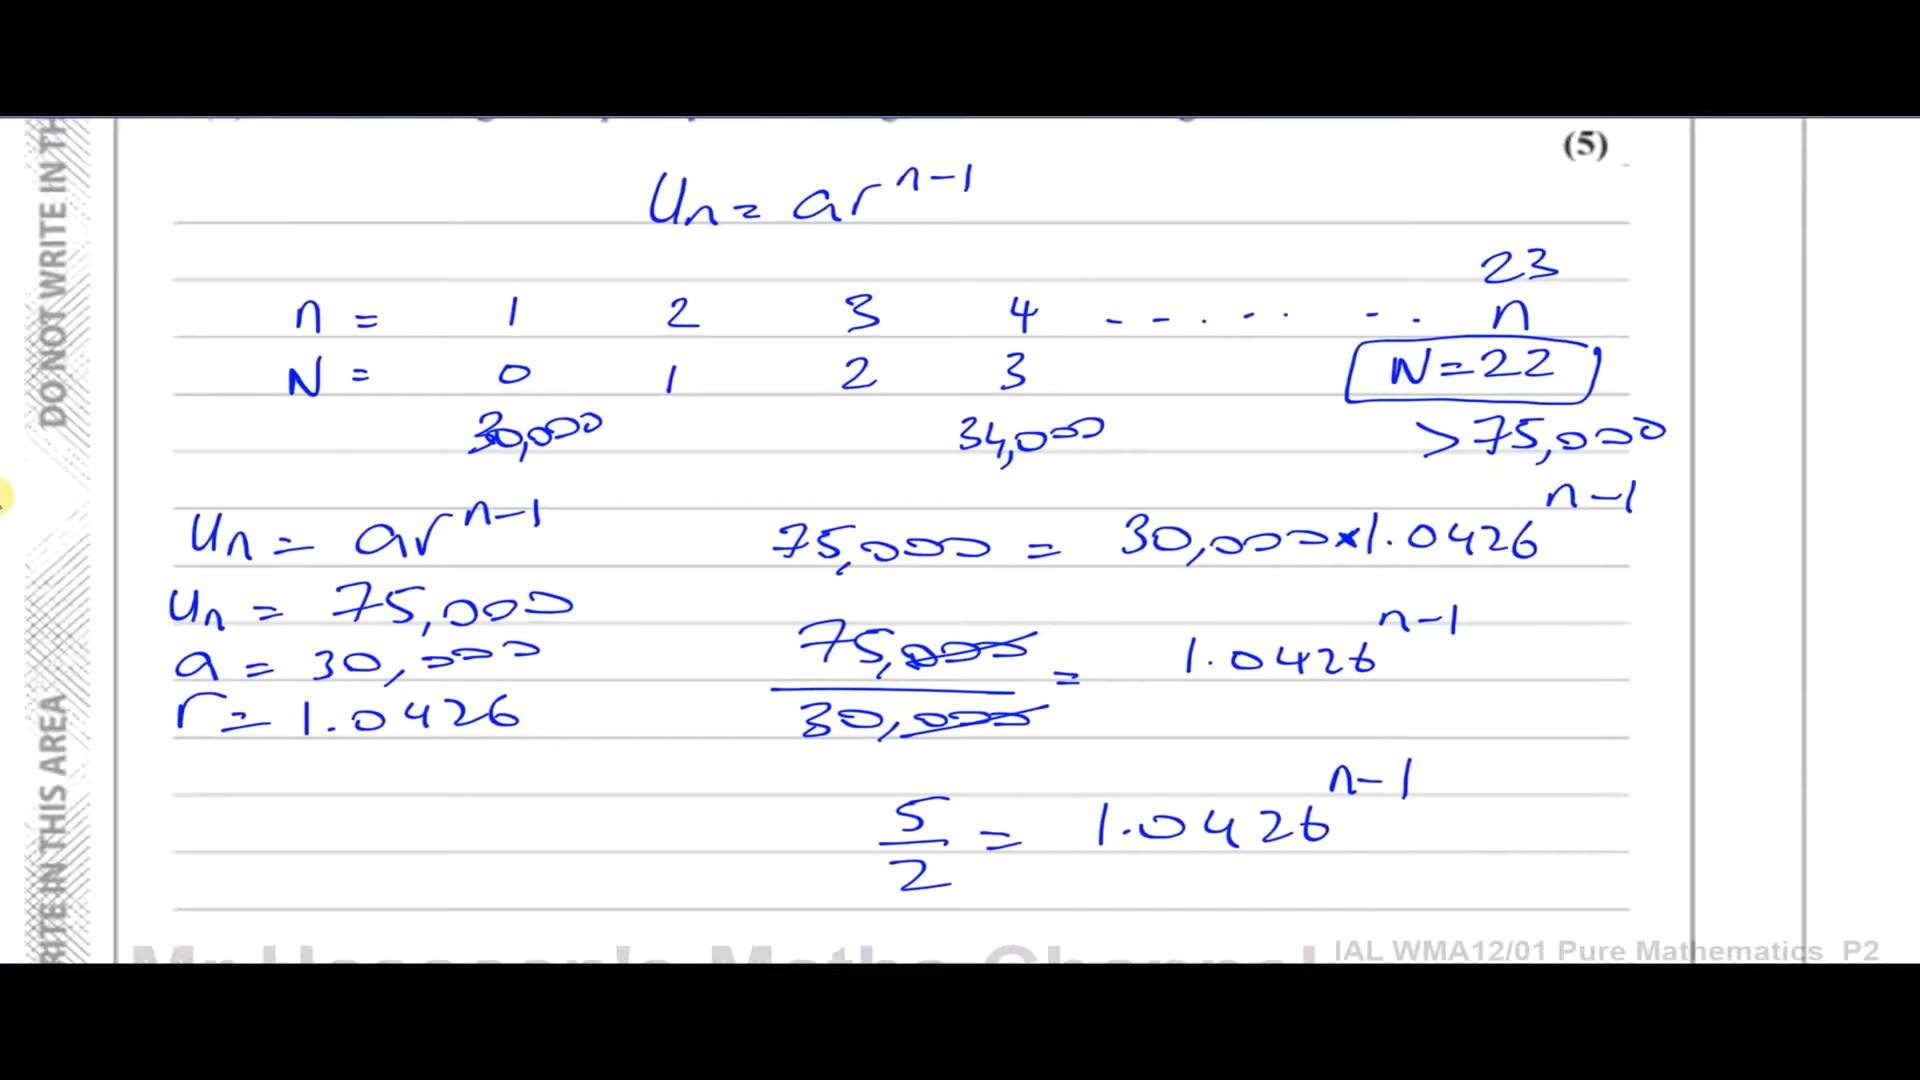 (5)
Un = ar^n-1
23
n = 1 2 3 4 - - . . . - . - . . n
N = 0 1 2 3 N=22
30,000 34,000 >75,000
Un = ar^n-1 75,000 = 30,000×1.0426^n-1
Un = 75,000
a = 30,000 75,000/30,000 = 1.0426^n-1
r = 1.0426
5/2 = 1.0426^n-1
IAL WMA12/01 Pure Mathematics P2
DO NOT WRITE IN TH
RITE IN THIS AREA